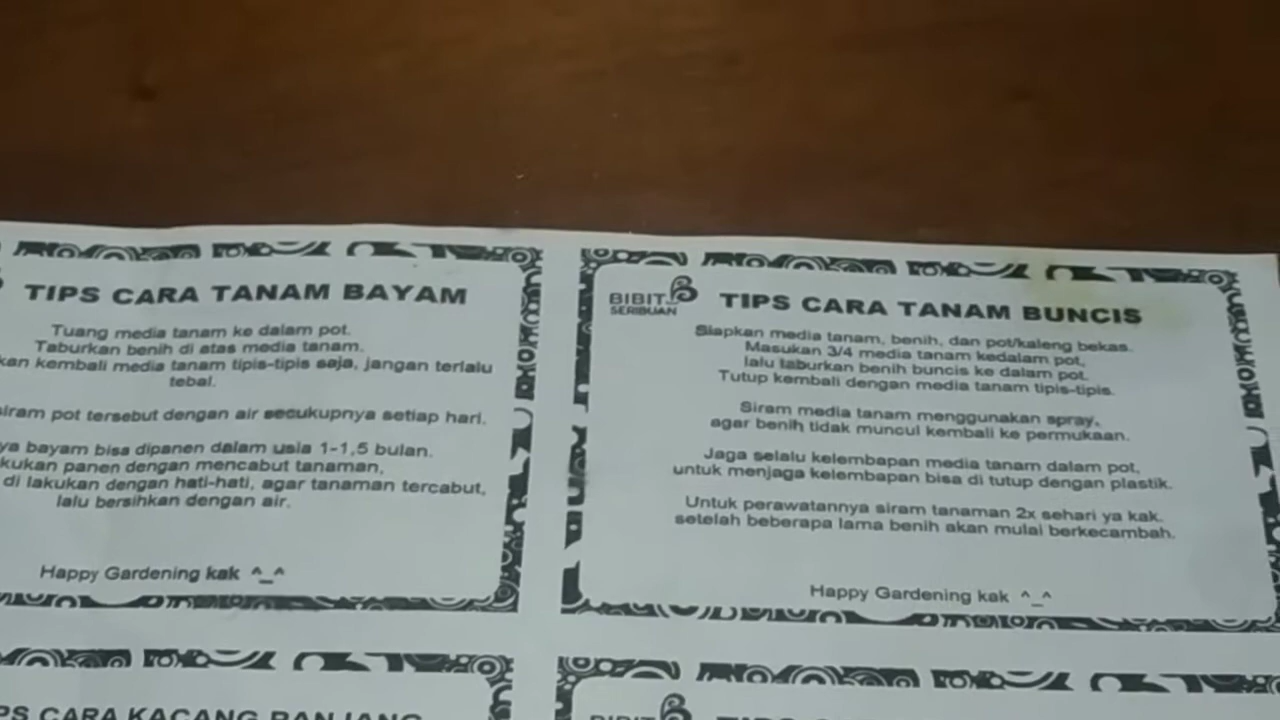 TIPS CARA TANAM BAYAM
Tuang media tanam ke dalam pot.
Taburkan benih di atas media tanam.
kembali media tanam tipis-tipis saja, jangan terlalu
tebal.
pot tersebut dengan air secukupnya setiap hari.
bayam bisa dipanen dalam usia 1-1,5 bulan.
panen dengan mencabut tanaman,
di lakukan dengan hati-hati, agar tanaman tercabut,
lalu bersihkan dengan air.
Happy Gardening kak ^_^
BIBIT
SERIBUAN
TIPS CARA TANAM BUNCIS
Siapkan media tanam, benih, dan pot/kaleng bekas.
Masukan 3/4 media tanam kedalam pot,
lalu taburkan benih buncis ke dalam pot.
Tutup kembali dengan media tanam tipis-tipis.
Siram media tanam menggunakan spray,
agar benih tidak muncul kembali ke permukaan.
Jaga selalu kelembapan media tanam dalam pot,
untuk menjaga kelembapan bisa di tutup dengan plastik.
Untuk perawatannya siram tanaman 2x sehari ya kak.
setelah beberapa lama benih akan mulai berkecambah.
Happy Gardening kak ^_^
CARA KACANG PANJANG
BIBIT